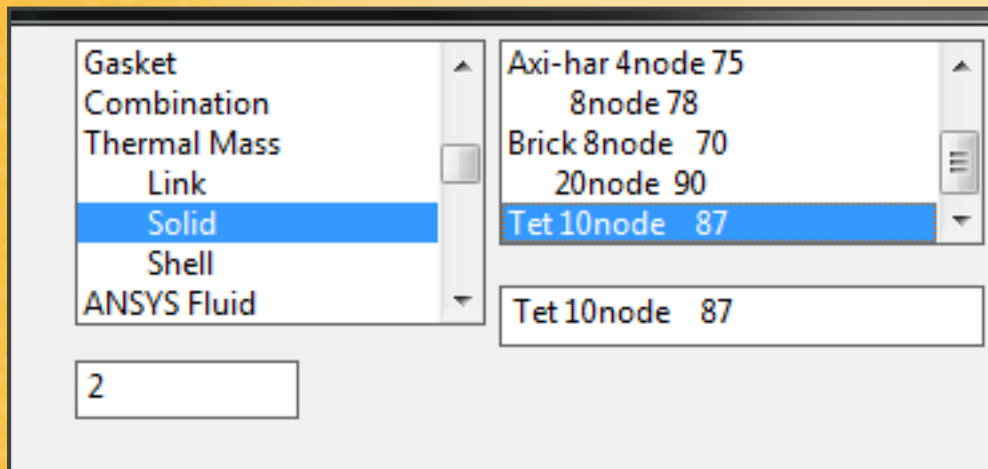 Gasket
Combination
Thermal Mass
Link
Solid
Shell
ANSYS Fluid
Axi-har 4node 75
8node 78
Brick 8node 70
20node 90
Tet 10node 87
Tet 10node 87
2